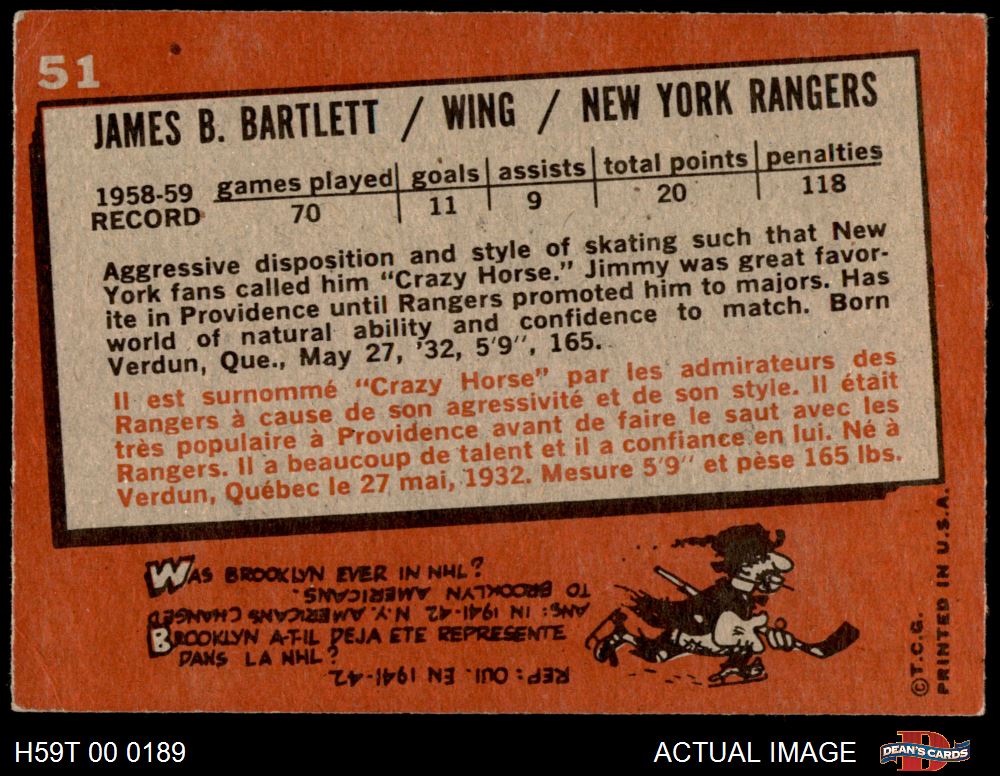 51
JAMES B. BARTLETT / WING / NEW YORK RANGERS
1958-59 RECORD games played goals assists total points penalties
70 11 9 20 118
Aggressive disposition and style of skating such that New
York fans called him “Crazy Horse.” Jimmy was great favor-
ite in Providence until Rangers promoted him to majors. Has
world of natural ability and confidence to match. Born
Verdun, Que., May 27, '32, 5'9", 165.
Il est surnommé “Crazy Horse” par les admirateurs des
Rangers à cause de son agressivité et de son style. Il était
très populaire à Providence avant de faire le saut avec les
Rangers. Il a beaucoup de talent et il a confiance en lui. Né à
Verdun, Québec le 27 mai, 1932. Mesure 5'9" et pèse 165 lbs.
WAS BROOKLYN EVER IN NHL?
ANS: IN 1941-42 N.Y. AMERICANS CHANGED
TO BROOKLYN AMERICANS.
BROOKLYN A-T-IL DEJA ETE REPRESENTE
DANS LA NHL?
REP: OUI. EN 1941-42.
© T.C.G.
PRINTED IN U.S.A.
H59T 00 0189
ACTUAL IMAGE
DEAN'S CARDS